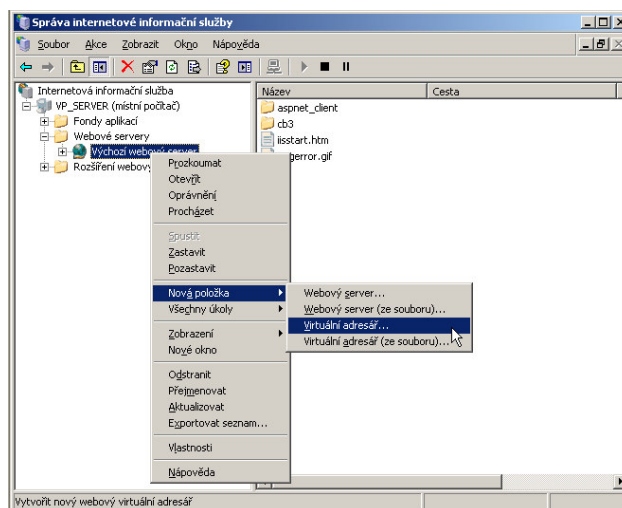 Správa internetové informační služby
Soubor Akce Zobrazit Okno Nápověda
Internetová informační služba
VP_SERVER (místní počítač)
Fondy aplikací
Webové servery
Výchozí webový server
Rozšíření webový
Název Cesta
aspnet_client
cb3
iisstart.htm
gerror.gif
Prozkoumat
Otevřít
Oprávnění
Procházet
Spustit
Zastavit
Pozastavit
Nová položka
Všechny úkoly
Zobrazení
Nové okno
Odstranit
Přejmenovat
Aktualizovat
Exportovat seznam...
Vlastnosti
Nápověda
Webový server...
Webový server (ze souboru)...
Virtuální adresář...
Virtuální adresář (ze souboru)...
Vytvořit nový webový virtuální adresář